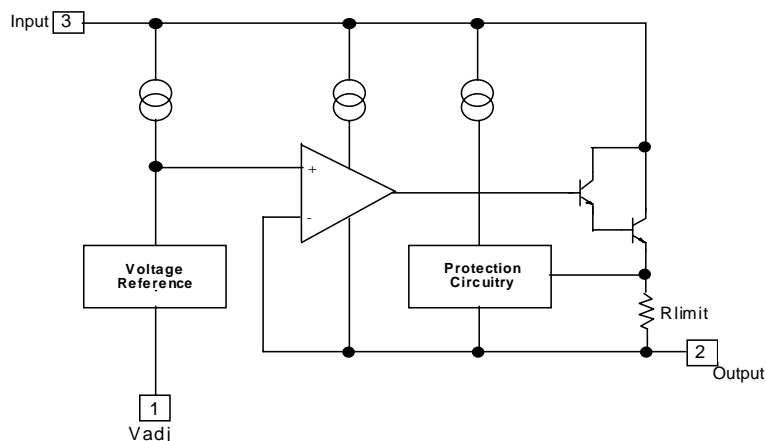 Input 3
+
-
Voltage
Reference
Protection
Circuitry
Rlimit
2
Output
1
Vadj